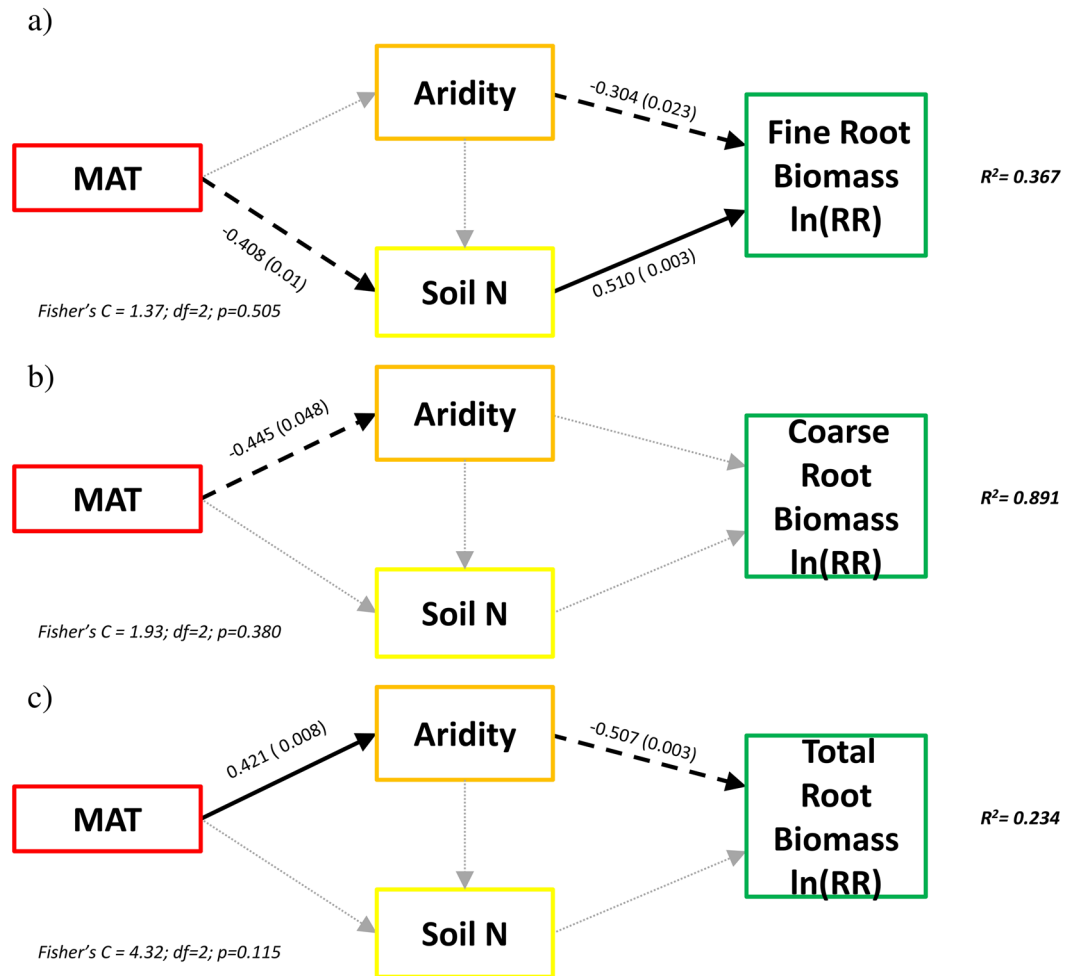 a)
Aridity
-0.304 (0.023)
MAT
Fine Root
Biomass
ln(RR)
R²= 0.367
-0.408 (0.01)
Soil N
0.510 ( 0.003)
Fisher's C = 1.37; df=2; p=0.505
b)
Aridity
-0.445 (0.048)
MAT
Coarse
Root
Biomass
ln(RR)
R²= 0.891
Soil N
Fisher's C = 1.93; df=2; p=0.380
c)
Aridity
0.421 ( 0.008)
-0.507 (0.003)
MAT
Total
Root
Biomass
ln(RR)
R²= 0.234
Soil N
Fisher's C = 4.32; df=2; p=0.115